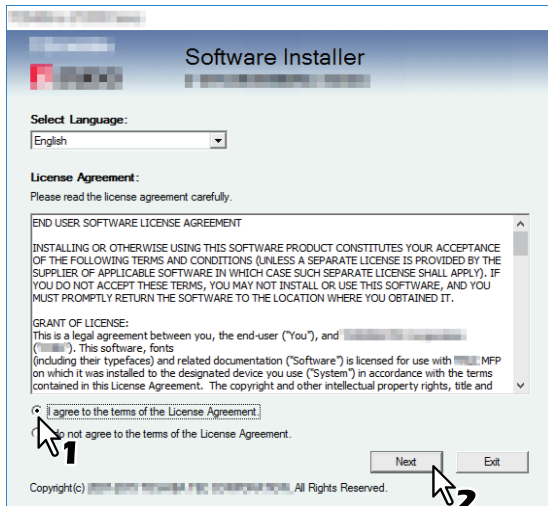 Software Installer
Select Language:
English
License Agreement:
Please read the license agreement carefully.
END USER SOFTWARE LICENSE AGREEMENT
INSTALLING OR OTHERWISE USING THIS SOFTWARE PRODUCT CONSTITUTES YOUR ACCEPTANCE
OF THE FOLLOWING TERMS AND CONDITIONS (UNLESS A SEPARATE LICENSE IS PROVIDED BY THE
SUPPLIER OF APPLICABLE SOFTWARE IN WHICH CASE SUCH SEPARATE LICENSE SHALL APPLY). IF
YOU DO NOT ACCEPT THESE TERMS, YOU MAY NOT INSTALL OR USE THIS SOFTWARE, AND YOU
MUST PROMPTLY RETURN THE SOFTWARE TO THE LOCATION WHERE YOU OBTAINED IT.
GRANT OF LICENSE:
This is a legal agreement between you, the end-user ("You"), and
("        "). This software, fonts
(including their typefaces) and related documentation ("Software") is licensed for use with MFP
on which it was installed to the designated device you use ("System") in accordance with the terms
contained in this License Agreement. The copyright and other intellectual property rights, title and
I agree to the terms of the License Agreement.
do not agree to the terms of the License Agreement.
1
Next Exit
Copyright(c) All Rights Reserved.
2